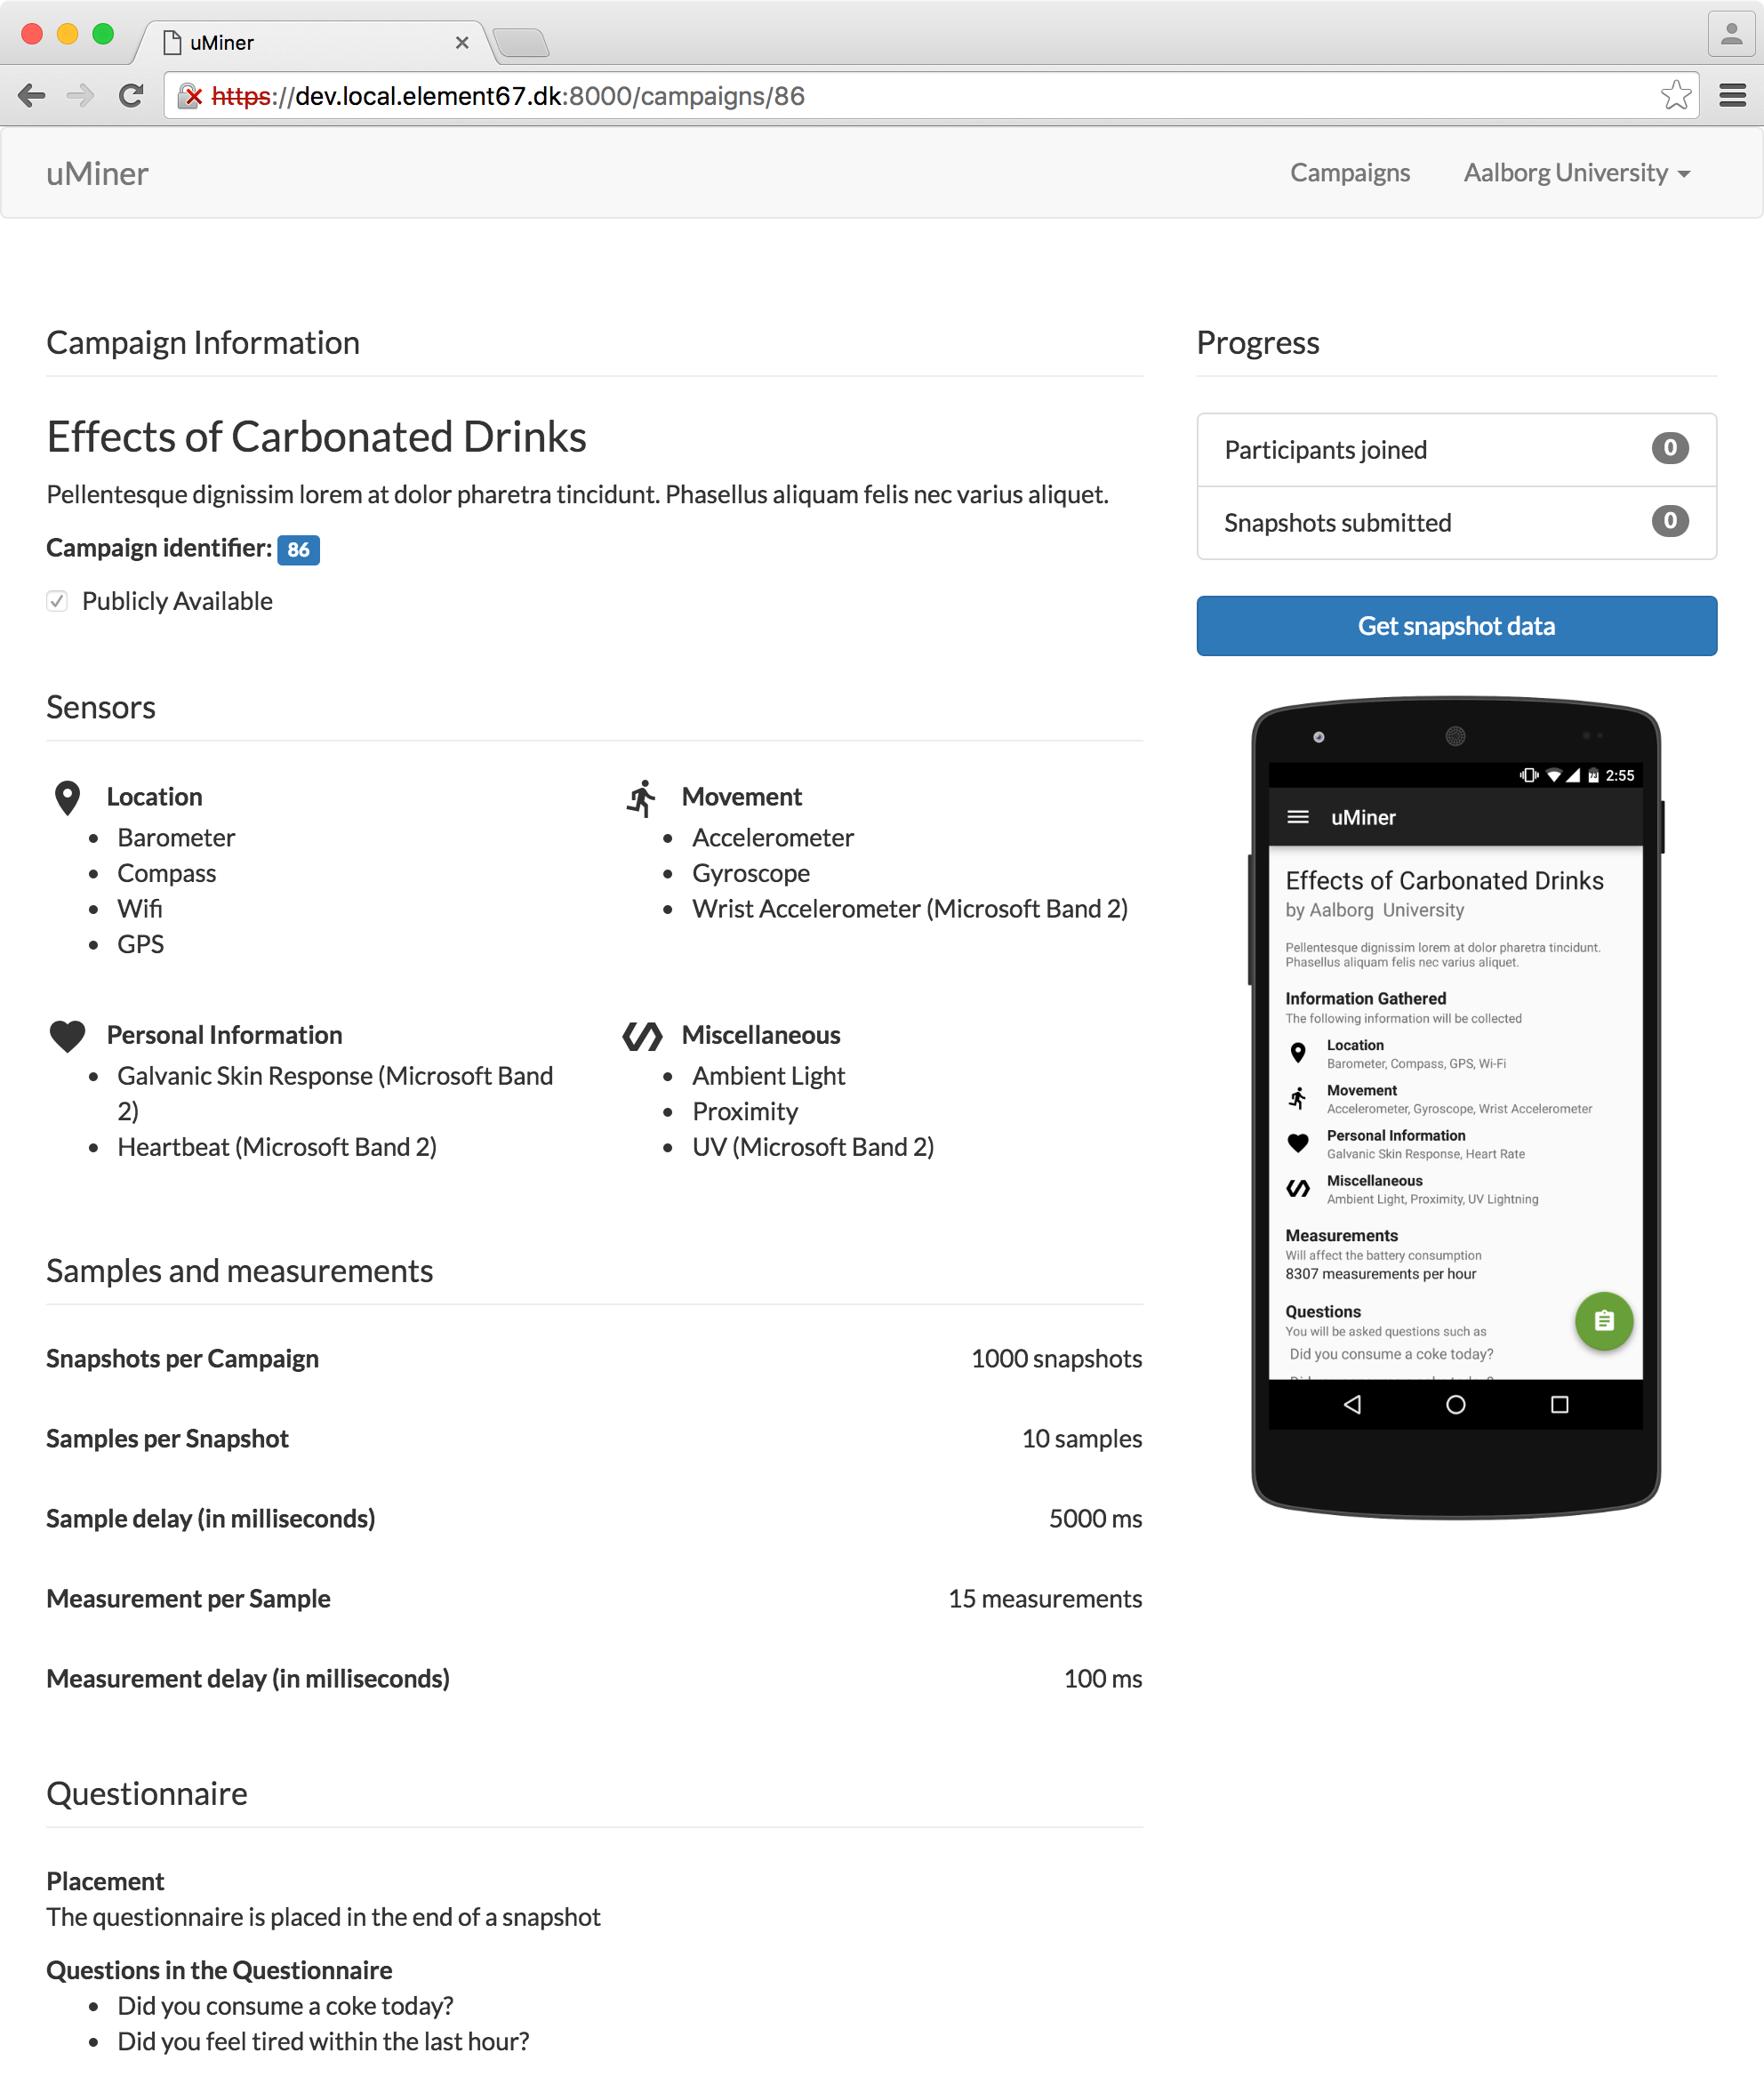 uMiner
https://dev.local.element67.dk:8000/campaigns/86
uMiner
Campaigns
Aalborg University
Campaign Information
Effects of Carbonated Drinks
Pellentesque dignissim lorem at dolor pharetra tincidunt. Phasellus aliquam felis nec varius aliquet.
Campaign identifier: 86
Publicly Available
Sensors
Location
Barometer
Compass
Wifi
GPS
Movement
Accelerometer
Gyroscope
Wrist Accelerometer (Microsoft Band 2)
Personal Information
Galvanic Skin Response (Microsoft Band
2)
Heartbeat (Microsoft Band 2)
Miscellaneous
Ambient Light
Proximity
UV (Microsoft Band 2)
Samples and measurements
Snapshots per Campaign 1000 snapshots
Samples per Snapshot 10 samples
Sample delay (in milliseconds) 5000 ms
Measurement per Sample 15 measurements
Measurement delay (in milliseconds) 100 ms
Questionnaire
Placement
The questionnaire is placed in the end of a snapshot
Questions in the Questionnaire
Did you consume a coke today?
Did you feel tired within the last hour?
Progress
Participants joined 0
Snapshots submitted 0
Get snapshot data
73 2:55
uMiner
Effects of Carbonated Drinks
by Aalborg University
Pellentesque dignissim lorem at dolor pharetra tincidunt.
Phasellus aliquam felis nec varius aliquet.
Information Gathered
The following information will be collected
Location
Barometer, Compass, GPS, Wi-Fi
Movement
Accelerometer, Gyroscope, Wrist Accelerometer
Personal Information
Galvanic Skin Response, Heart Rate
Miscellaneous
Ambient Light, Proximity, UV Lightning
Measurements
Will affect the battery consumption
8307 measurements per hour
Questions
You will be asked questions such as
Did you consume a coke today?